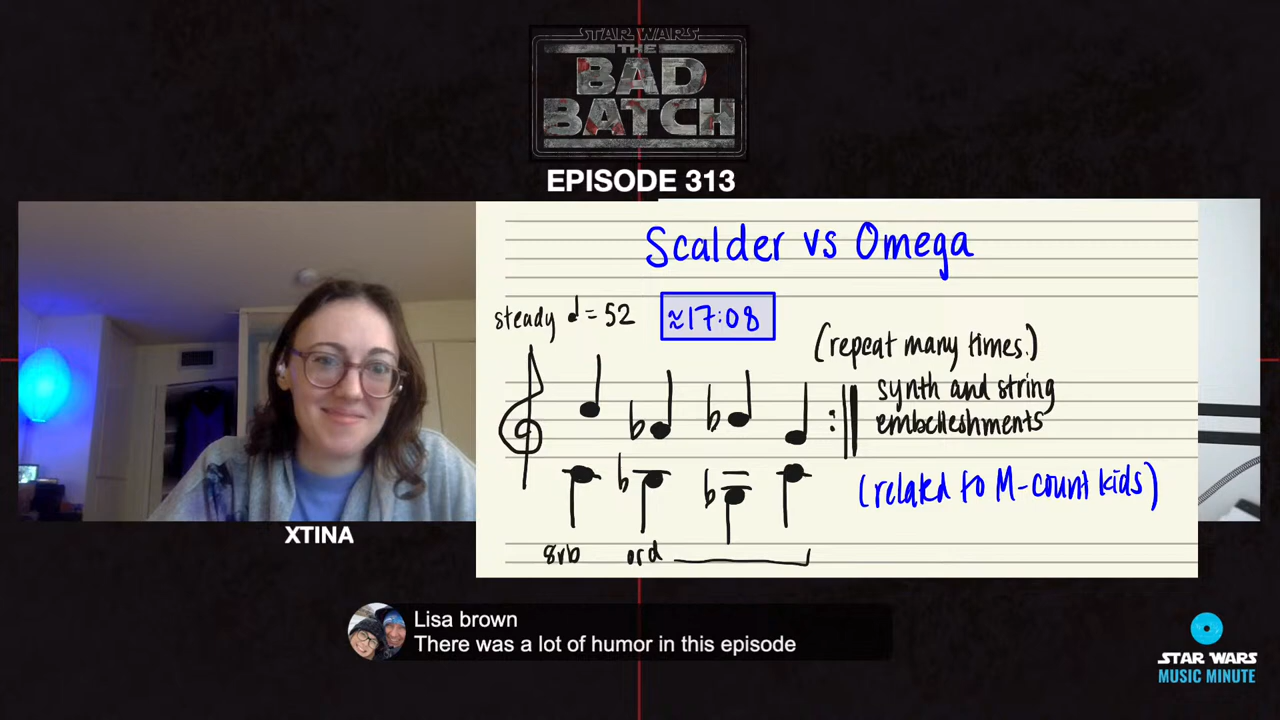 STAR WARS
THE
BAD
BATCH
EPISODE 313
Scalder vs Omega
steady ♩= 52
≈17:08
(repeat many times.)
synth and string
embelleshments
(related to M-count kids)
8vb ord
XTINA
Lisa brown
There was a lot of humor in this episode
STAR WARS
MUSIC MINUTE